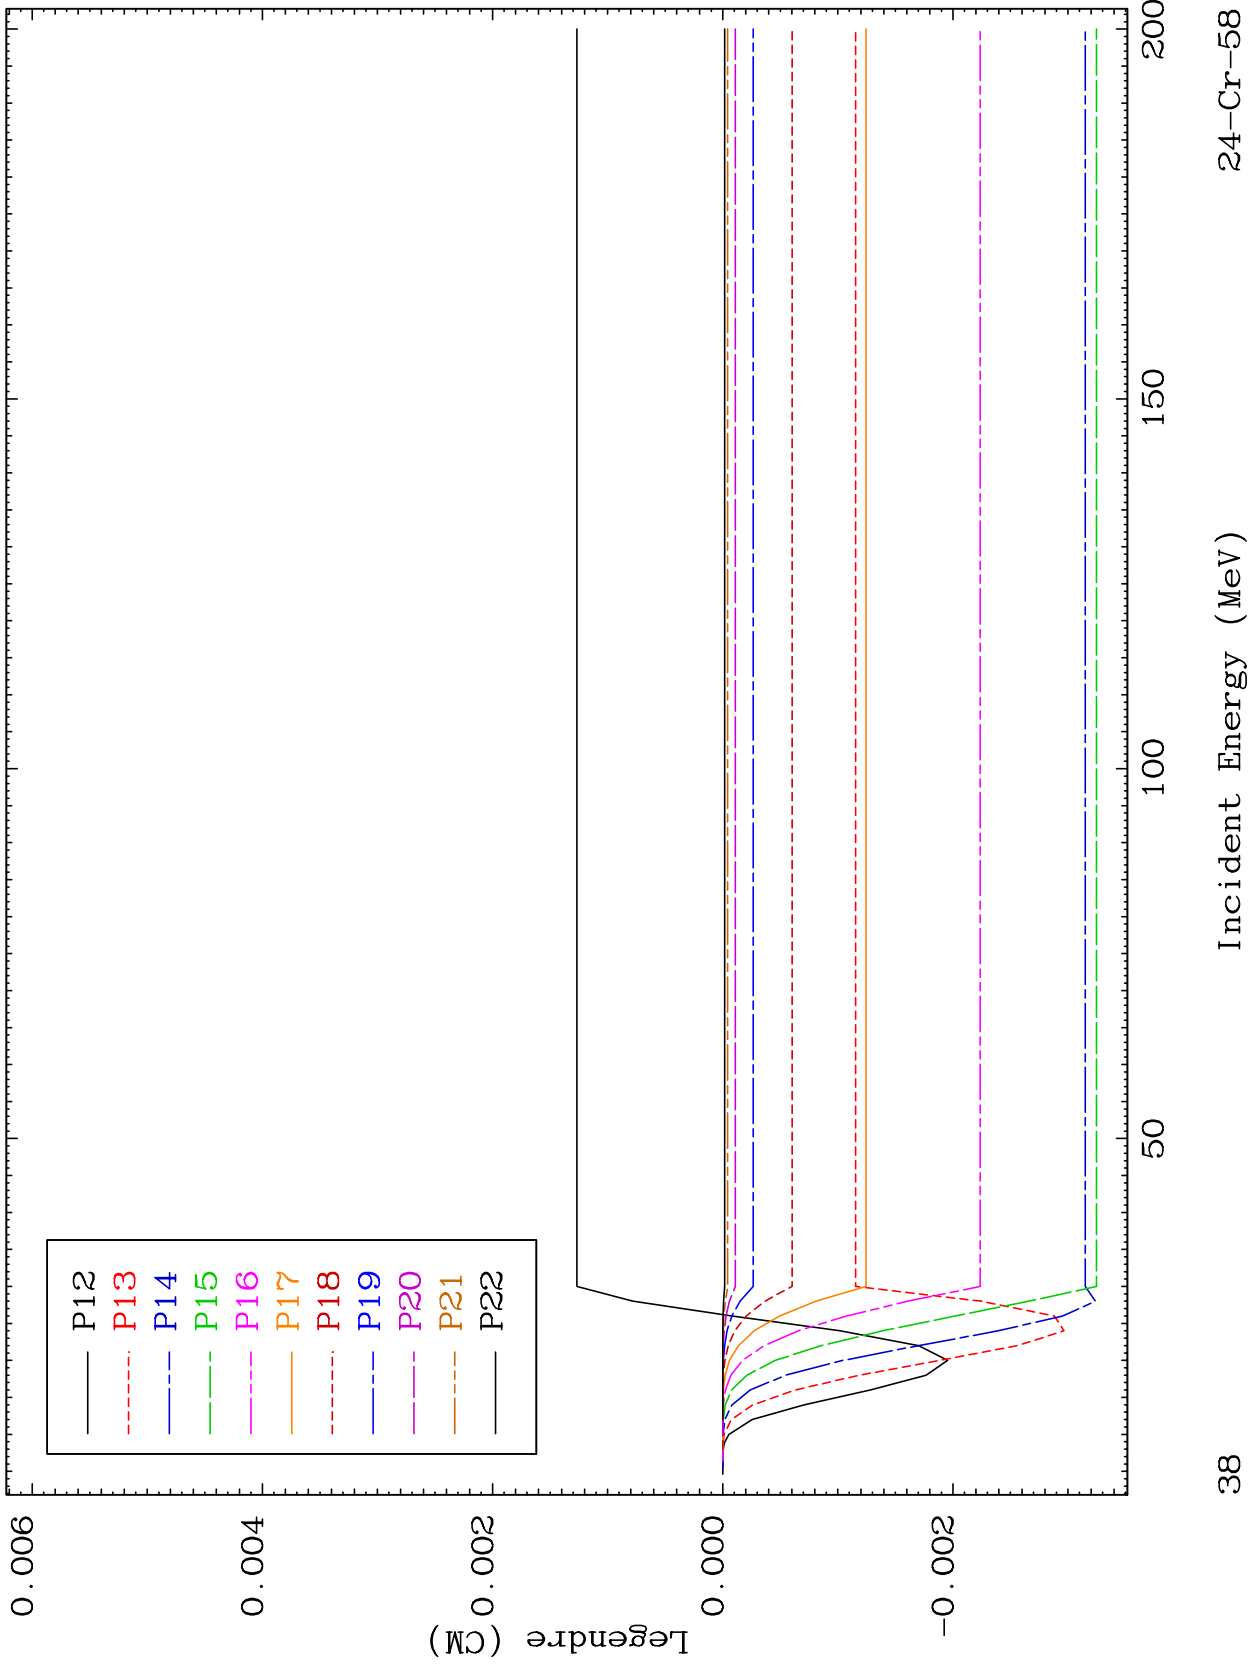 0.006
0.004
0.002
0.000
-0.002
Legendre (CM)
P12
P13
P14
P15
P16
P17
P18
P19
P20
P21
P22
50
100
150
200
Incident Energy (MeV)
38
24-Cr-58